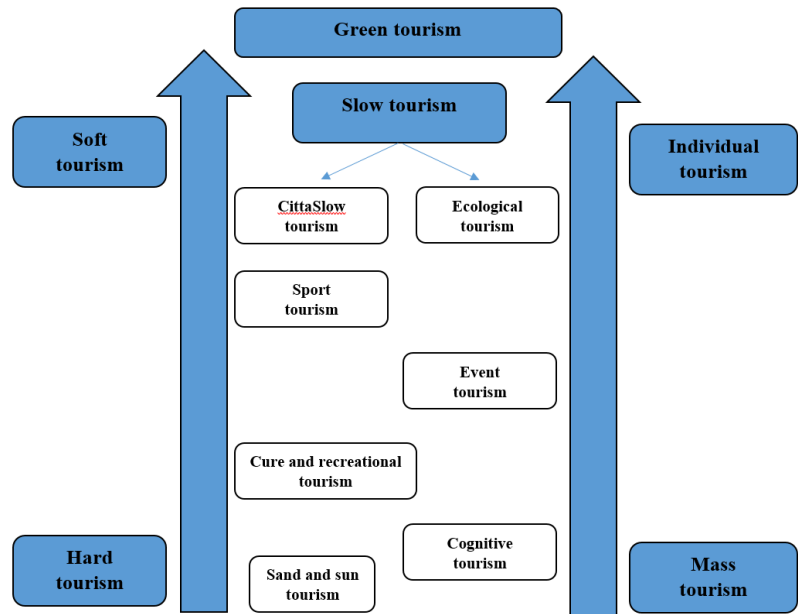 Green tourism
Slow tourism
Soft
tourism
Individual
tourism
CittaSlow
tourism
Ecological
tourism
Sport
tourism
Event
tourism
Cure and recreational
tourism
Hard
tourism
Cognitive
tourism
Sand and sun
tourism
Mass
tourism